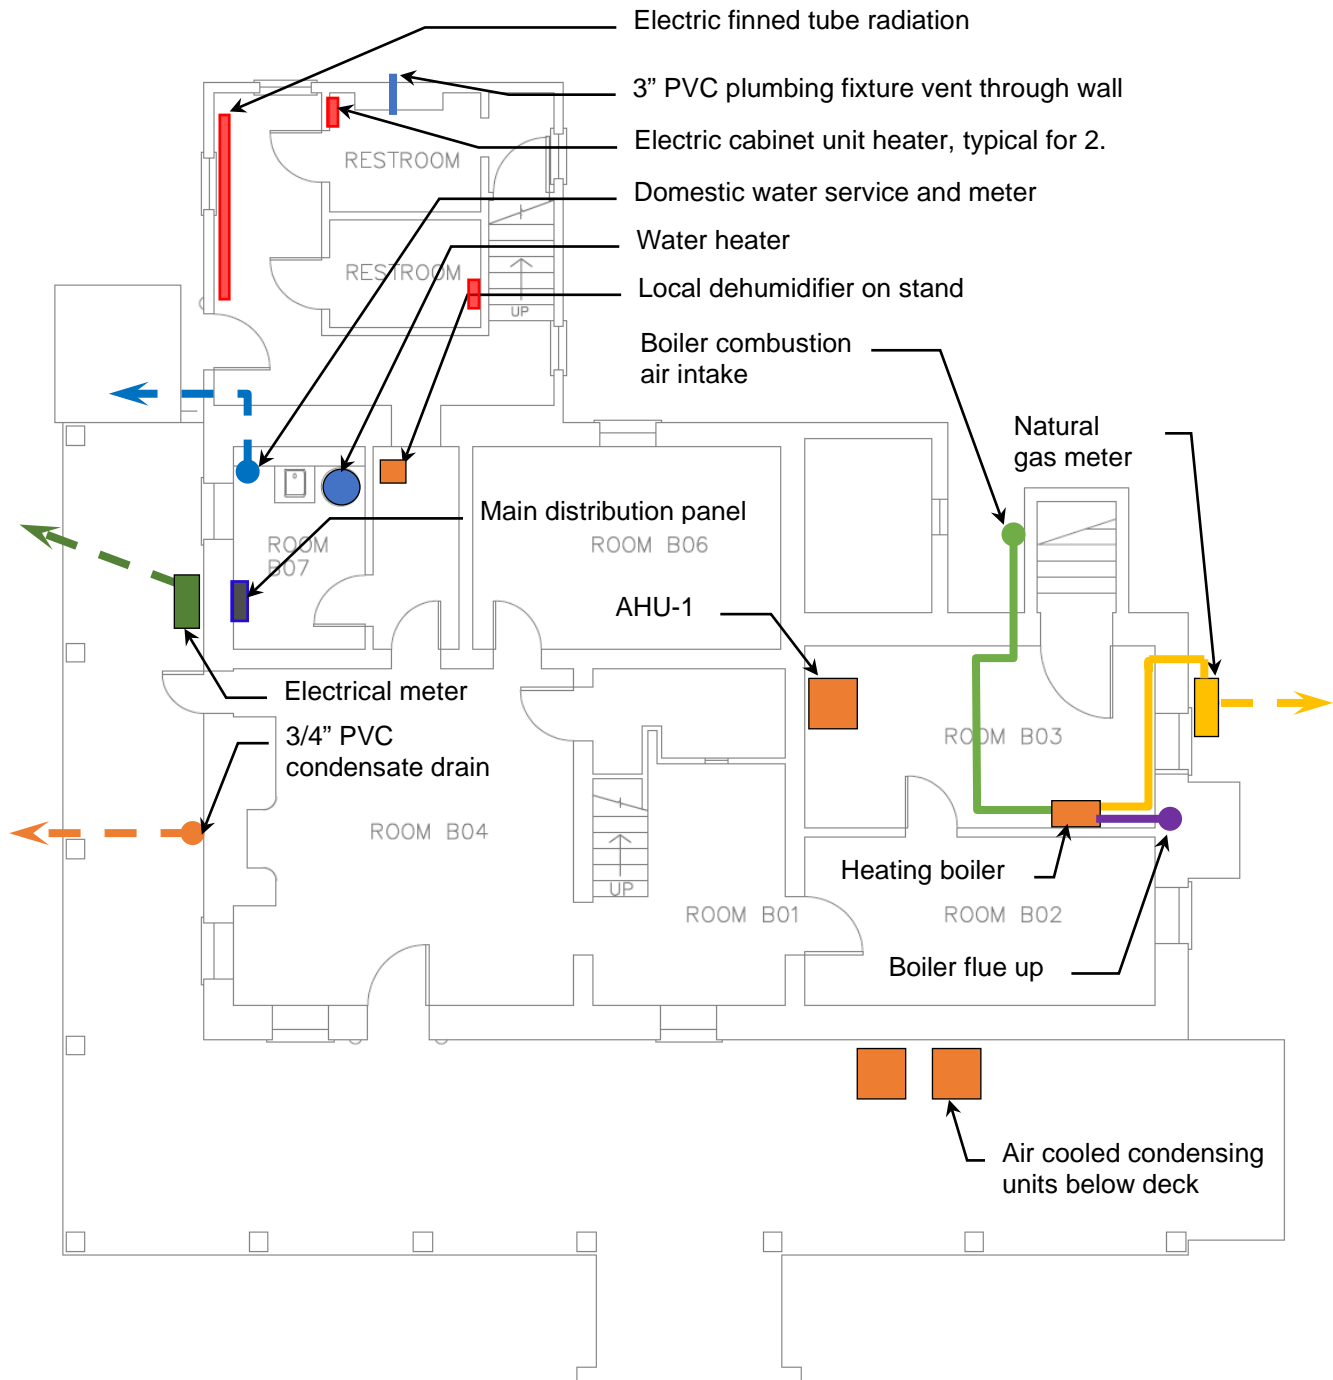 Electric finned tube radiation
3” PVC plumbing fixture vent through wall
Electric cabinet unit heater, typical for 2.
RESTROOM
Domestic water service and meter
Water heater
RESTROOM
Local dehumidifier on stand
UP
Boiler combustion
air intake
Natural
gas meter
Main distribution panel
ROOM
B07
ROOM B06
AHU-1
Electrical meter
3/4” PVC
condensate drain
ROOM B03
ROOM B04
Heating boiler
UP
ROOM B01
ROOM B02
Boiler flue up
Air cooled condensing
units below deck